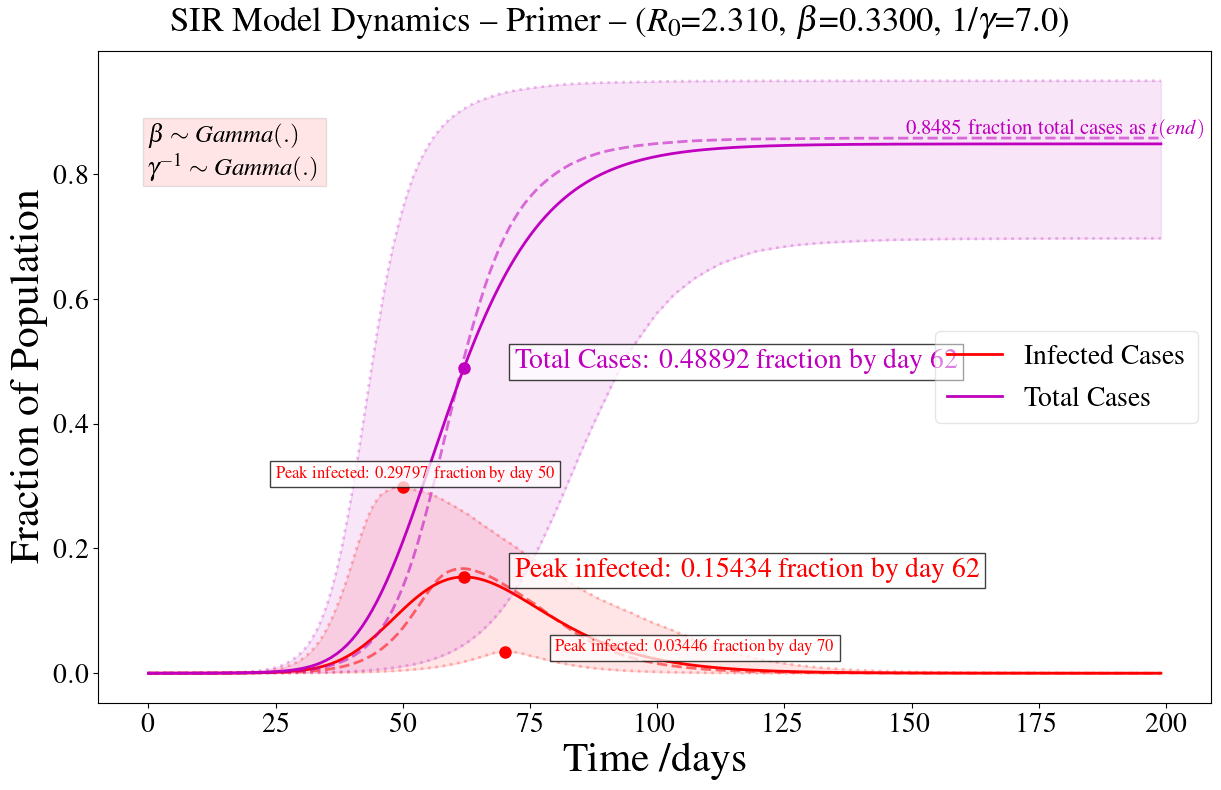 SIR Model Dynamics – Primer – (R₀=2.310, β=0.3300, 1/γ=7.0)
Fraction of Population
0.8
0.6
0.4
0.2
0.0
β ∼ Gamma(.)
γ⁻¹ ∼ Gamma(.)
0.8485 fraction total cases as t(end)
Total Cases: 0.48892 fraction by day 62
Infected Cases
Total Cases
Peak infected: 0.29797 fraction by day 50
Peak infected: 0.15434 fraction by day 62
Peak infected: 0.03446 fraction by day 70
0 25 50 75 100 125 150 175 200
Time /days